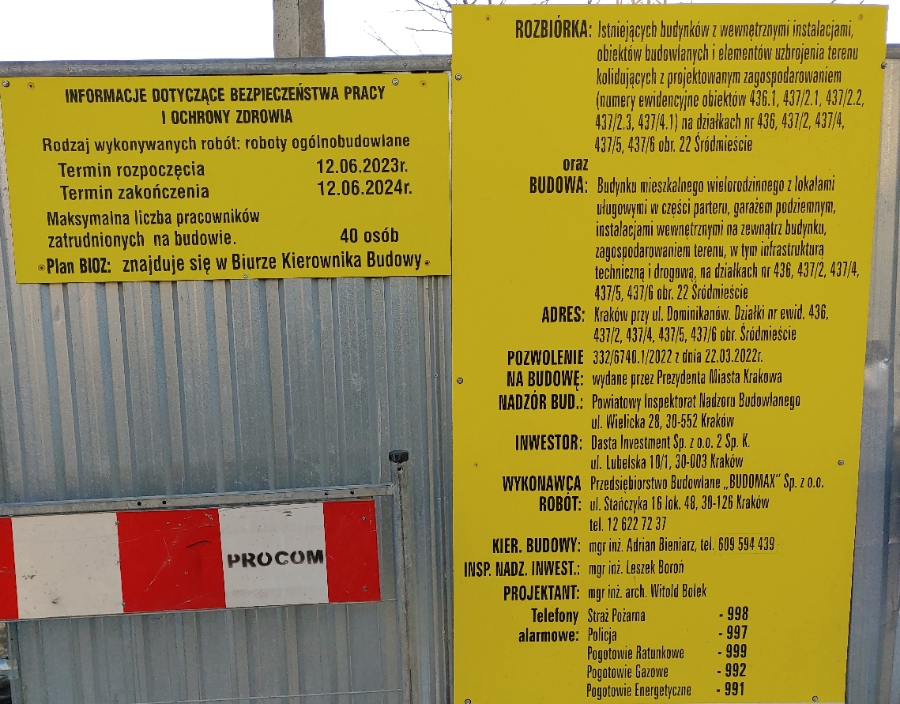 INFORMACJE DOTYCZĄCE BEZPIECZEŃSTWA PRACY
I OCHRONY ZDROWIA
Rodzaj wykonywanych robót: roboty ogólnobudowlane
Termin rozpoczęcia 12.06.2023r.
Termin zakończenia 12.06.2024r.
Maksymalna liczba pracowników
zatrudnionych na budowie. 40 osób
Plan BIOZ: znajduje się w Biurze Kierownika Budowy
PROCOM
ROZBIÓRKA: Istniejących budynków z wewnętrznymi instalacjami,
obiektów budowlanych i elementów uzbrojenia terenu
kolidujących z projektowanym zagospodarowaniem
(numery ewidencyjne obiektów 436.1, 437/2.1, 437/2.2,
437/2.3, 437/4.1) na działkach nr 436, 437/2, 437/4,
437/5, 437/6 obr. 22 Śródmieście
oraz
BUDOWA: Budynku mieszkalnego wielorodzinnego z lokalami
usługowymi w części parteru, garażem podziemnym,
instalacjami wewnętrznymi na zewnątrz budynku,
zagospodarowaniem terenu, w tym infrastrukturą
techniczną i drogową, na działkach nr 436, 437/2, 437/4,
437/5, 437/6 obr. 22 Śródmieście
ADRES: Kraków przy ul. Dominikanów. Działki nr ewid. 436,
437/2, 437/4, 437/5, 437/6 obr. Śródmieście
POZWOLENIE 332/6740.1/2022 z dnia 22.03.2022r.
NA BUDOWĘ: wydane przez Prezydenta Miasta Krakowa
NADZÓR BUD.: Powiatowy Inspektorat Nadzoru Budowlanego
ul. Wielicka 28, 30-552 Kraków
INWESTOR: Dasta Investment Sp. z o.o. 2 Sp. K.
ul. Lubelska 10/1, 30-003 Kraków
WYKONAWCA Przedsiębiorstwo Budowlane „BUDOMAX" Sp. z o.o.
ROBÓT: ul. Stańczyka 16 lok. 48, 30-126 Kraków
tel. 12 622 72 37
KIER. BUDOWY: mgr inż. Adrian Bieniarz, tel. 609 594 439
INSP. NADZ. INWEST.: mgr inż. Leszek Boroń
PROJEKTANT: mgr inż. arch. Witold Bolek
Telefony Straż Pożarna - 998
alarmowe: Policja - 997
Pogotowie Ratunkowe - 999
Pogotowie Gazowe - 992
Pogotowie Energetyczne - 991